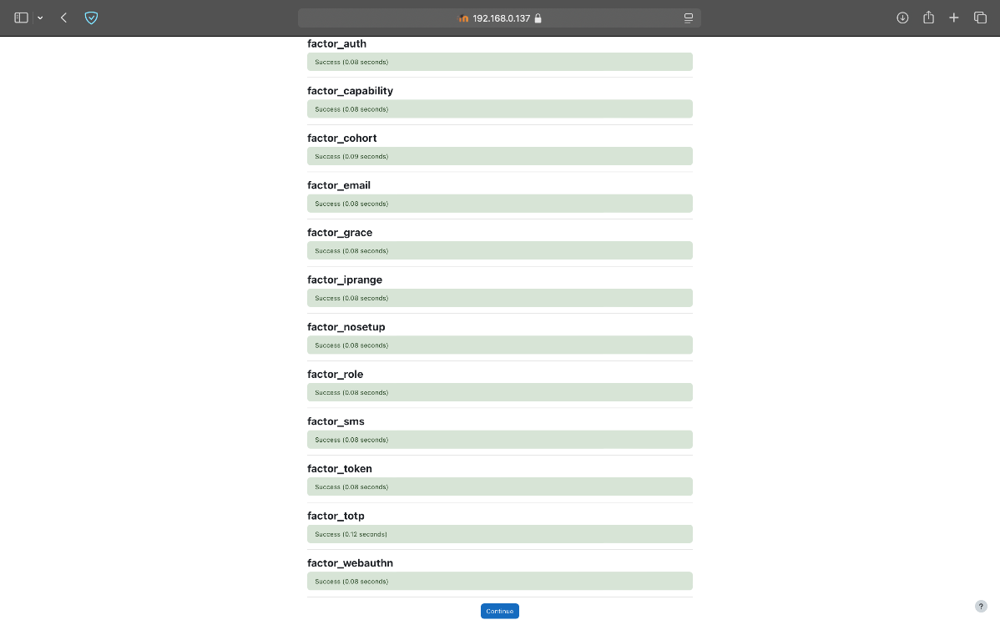 192.168.0.137
factor_auth
Success (0.08 seconds)
factor_capability
Success (0.08 seconds)
factor_cohort
Success (0.09 seconds)
factor_email
Success (0.08 seconds)
factor_grace
Success (0.08 seconds)
factor_iprange
Success (0.08 seconds)
factor_nosetup
Success (0.08 seconds)
factor_role
Success (0.08 seconds)
factor_sms
Success (0.08 seconds)
factor_token
Success (0.08 seconds)
factor_totp
Success (0.12 seconds)
factor_webauthn
Success (0.08 seconds)
Continue
?